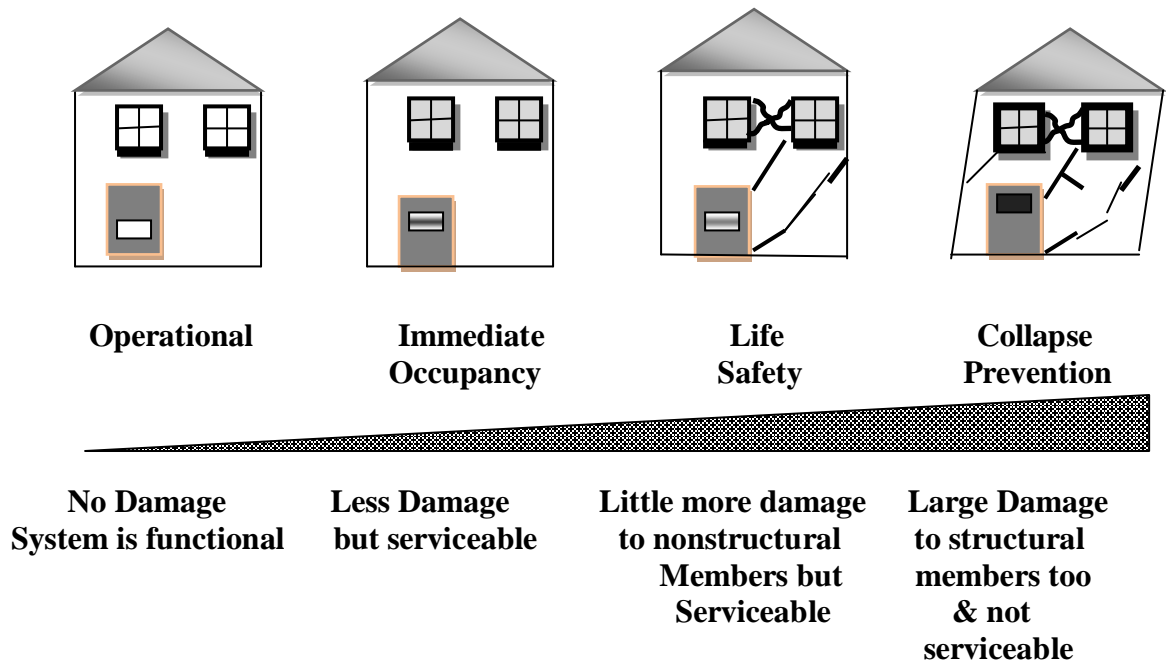 Operational
Immediate
Occupancy
Life
Safety
Collapse
Prevention
No Damage
System is functional
Less Damage
but serviceable
Little more damage
to nonstructural
Members but
Serviceable
Large Damage
to structural
members too
& not
serviceable